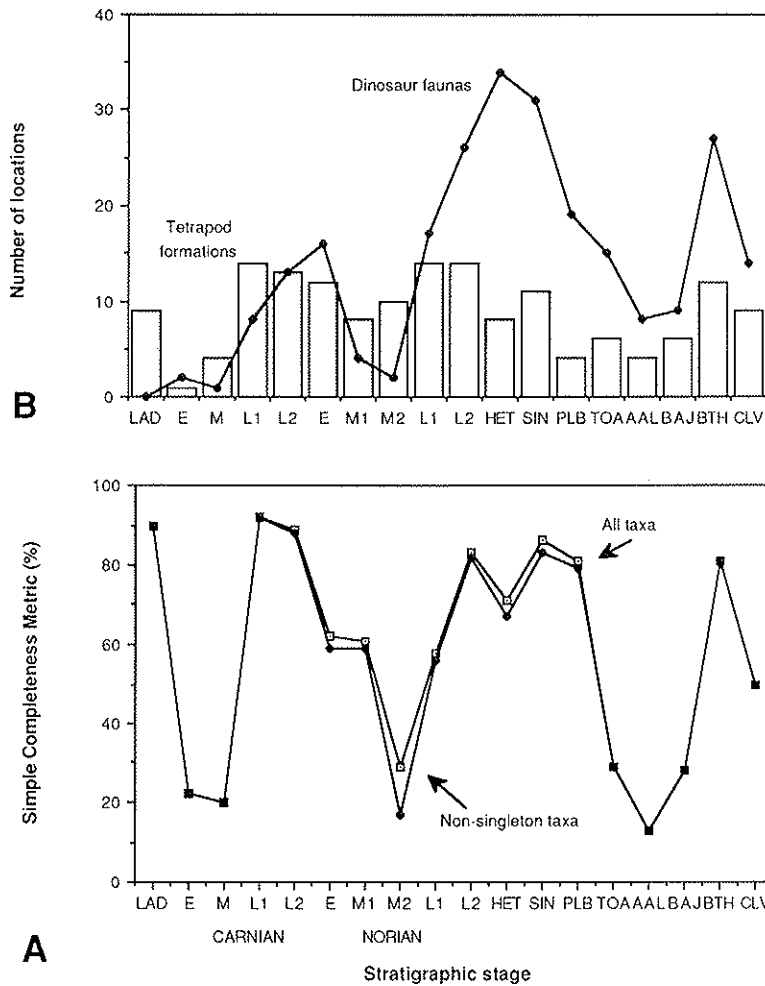 40
30
20
10
0
Number of locations
Dinosaur faunas
Tetrapod
formations
B
LAD E M L1 L2 E M1 M2 L1 L2 HET SIN PLB TOA AAL BAJ BTH CLV
100
80
60
40
20
0
Simple Completeness Metric (%)
All taxa
Non-singleton taxa
LAD E M L1 L2 E M1 M2 L1 L2 HET SIN PLB TOA AAL BAJ BTH CLV
CARNIAN NORIAN
A
Stratigraphic stage